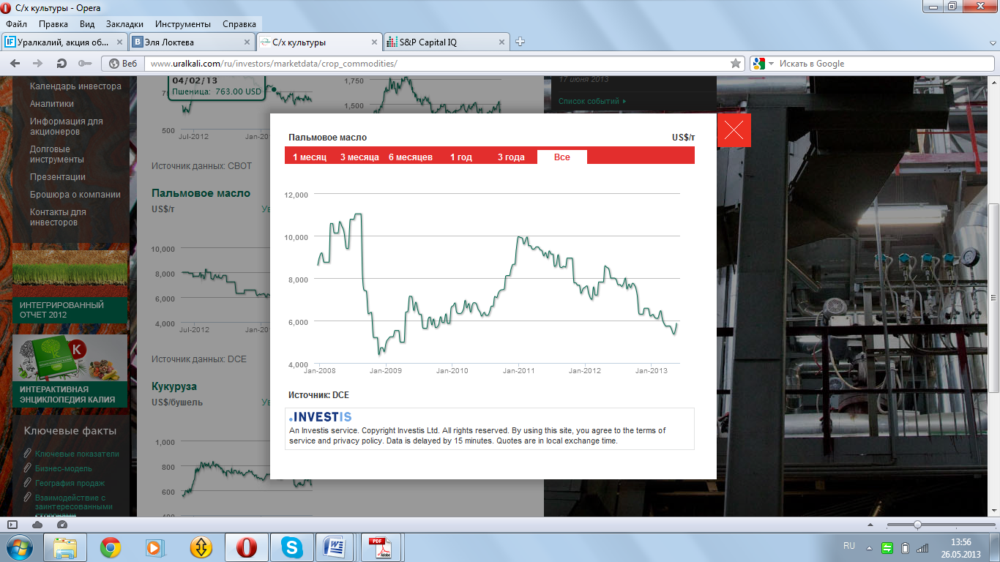 С/х культуры - Opera
Файл Правка Вид Закладки Инструменты Справка
Уралкалий, акция об... Эля Локтева С/х культуры S&P Capital IQ
Веб www.uralkali.com/ru/investors/marketdata/crop_commodities/ Искать в Google
Календарь инвестора
Аналитики
Информация для
акционеров
Долговые
инструменты
Презентации
Брошюра о компании
Контакты для
инвесторов
ИНТЕГРИРОВАННЫЙ
ОТЧЕТ 2012
ИНТЕРАКТИВНАЯ
ЭНЦИКЛОПЕДИЯ КАЛИЯ
Ключевые факты
Ключевые показатели
Бизнес-модель
География продаж
Взаимодействие с
заинтересованными
04/02/13
Пшеница: 763.00 USD
500
Jul-2012 Jan-
1,750
1,500
Источник данных: CBOT
Пальмовое масло
US$/т Ув
10,000
8,000
6,000
4,000
Jul-2012 Jan-
Источник данных: DCE
Кукуруза
US$/бушель Ув
1,000
800
600
400
17 июня 2013
Список событий
Пальмовое масло US$/т
1 месяц 3 месяца 6 месяцев 1 год 3 года Все
12,000
10,000
8,000
6,000
4,000
Jan-2008 Jan-2009 Jan-2010 Jan-2011 Jan-2012 Jan-2013
Источник: DCE
INVESTIS
An Investis service. Copyright Investis Ltd. All rights reserved. By using this site, you agree to the terms of
service and privacy policy. Data is delayed by 15 minutes. Quotes are in local exchange time.
RU 13:56
26.05.2013